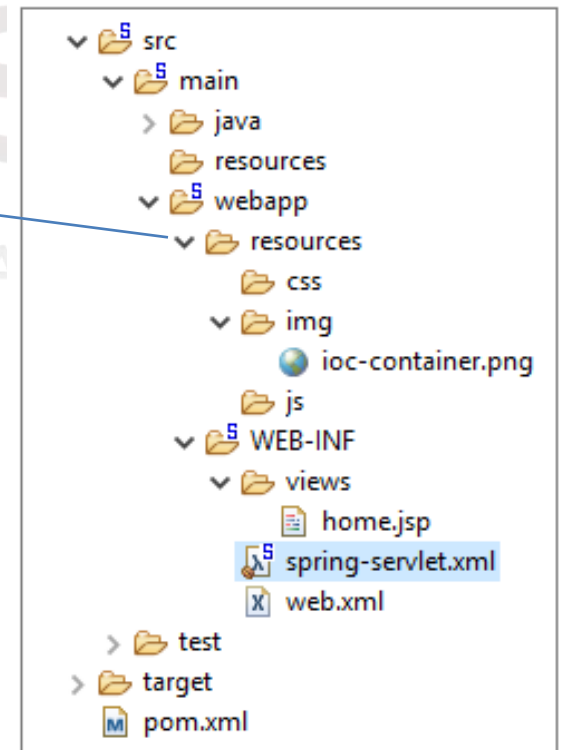 src
main
java
resources
webapp
resources
css
img
ioc-container.png
js
WEB-INF
views
home.jsp
spring-servlet.xml
web.xml
test
target
pom.xml